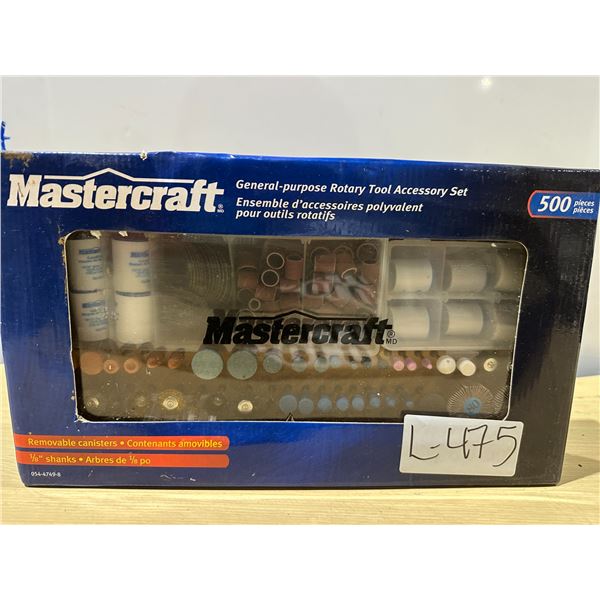 Mastercraft MD
General-purpose Rotary Tool Accessory Set
Ensemble d'accessoires polyvalent
pour outils rotatifs
500 pieces
pièces
Mastercraft MD
Removable canisters • Contenants amovibles
1/8" shanks • Arbres de 1/8 po
054-4749-8
L-475